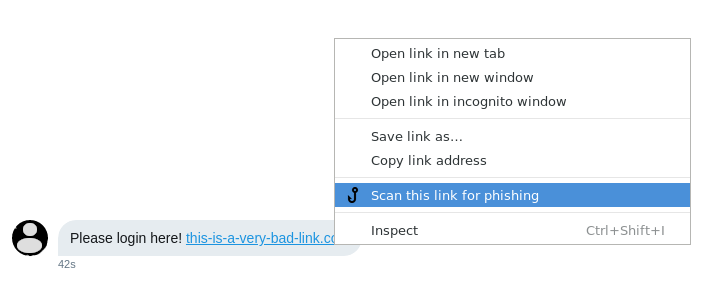 Open link in new tab
Open link in new window
Open link in incognito window
Save link as...
Copy link address
Scan this link for phishing
Inspect Ctrl+Shift+I
Please login here! this-is-a-very-bad-link.co
42s